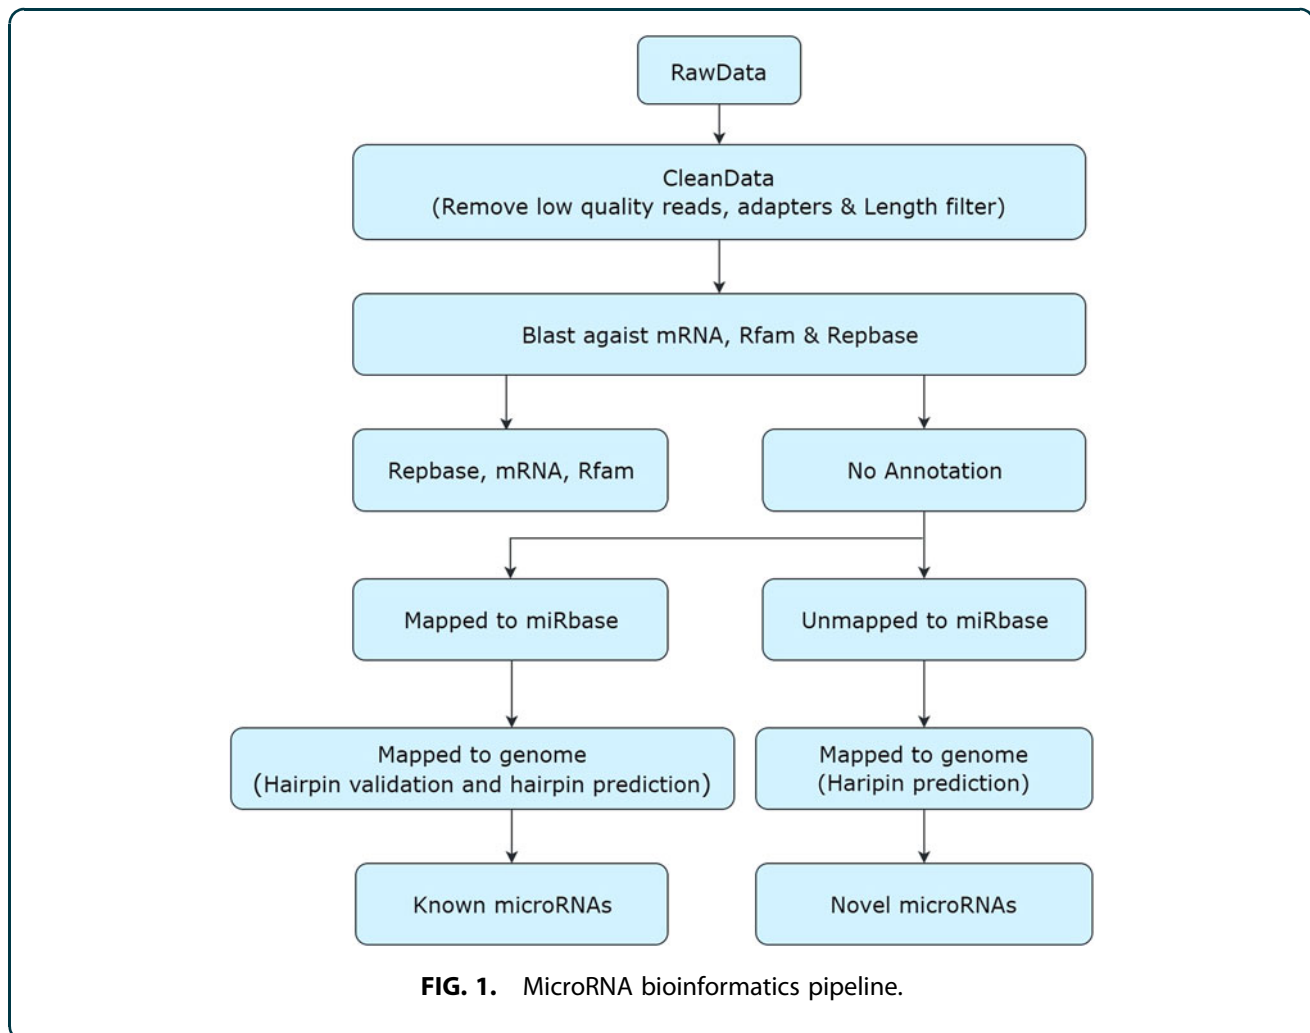 RawData
CleanData
(Remove low quality reads, adapters & Length filter)
Blast agaist mRNA, Rfam & Repbase
Repbase, mRNA, Rfam
No Annotation
Mapped to miRbase
Unmapped to miRbase
Mapped to genome
(Hairpin validation and hairpin prediction)
Mapped to genome
(Haripin prediction)
Known microRNAs
Novel microRNAs
FIG. 1. MicroRNA bioinformatics pipeline.